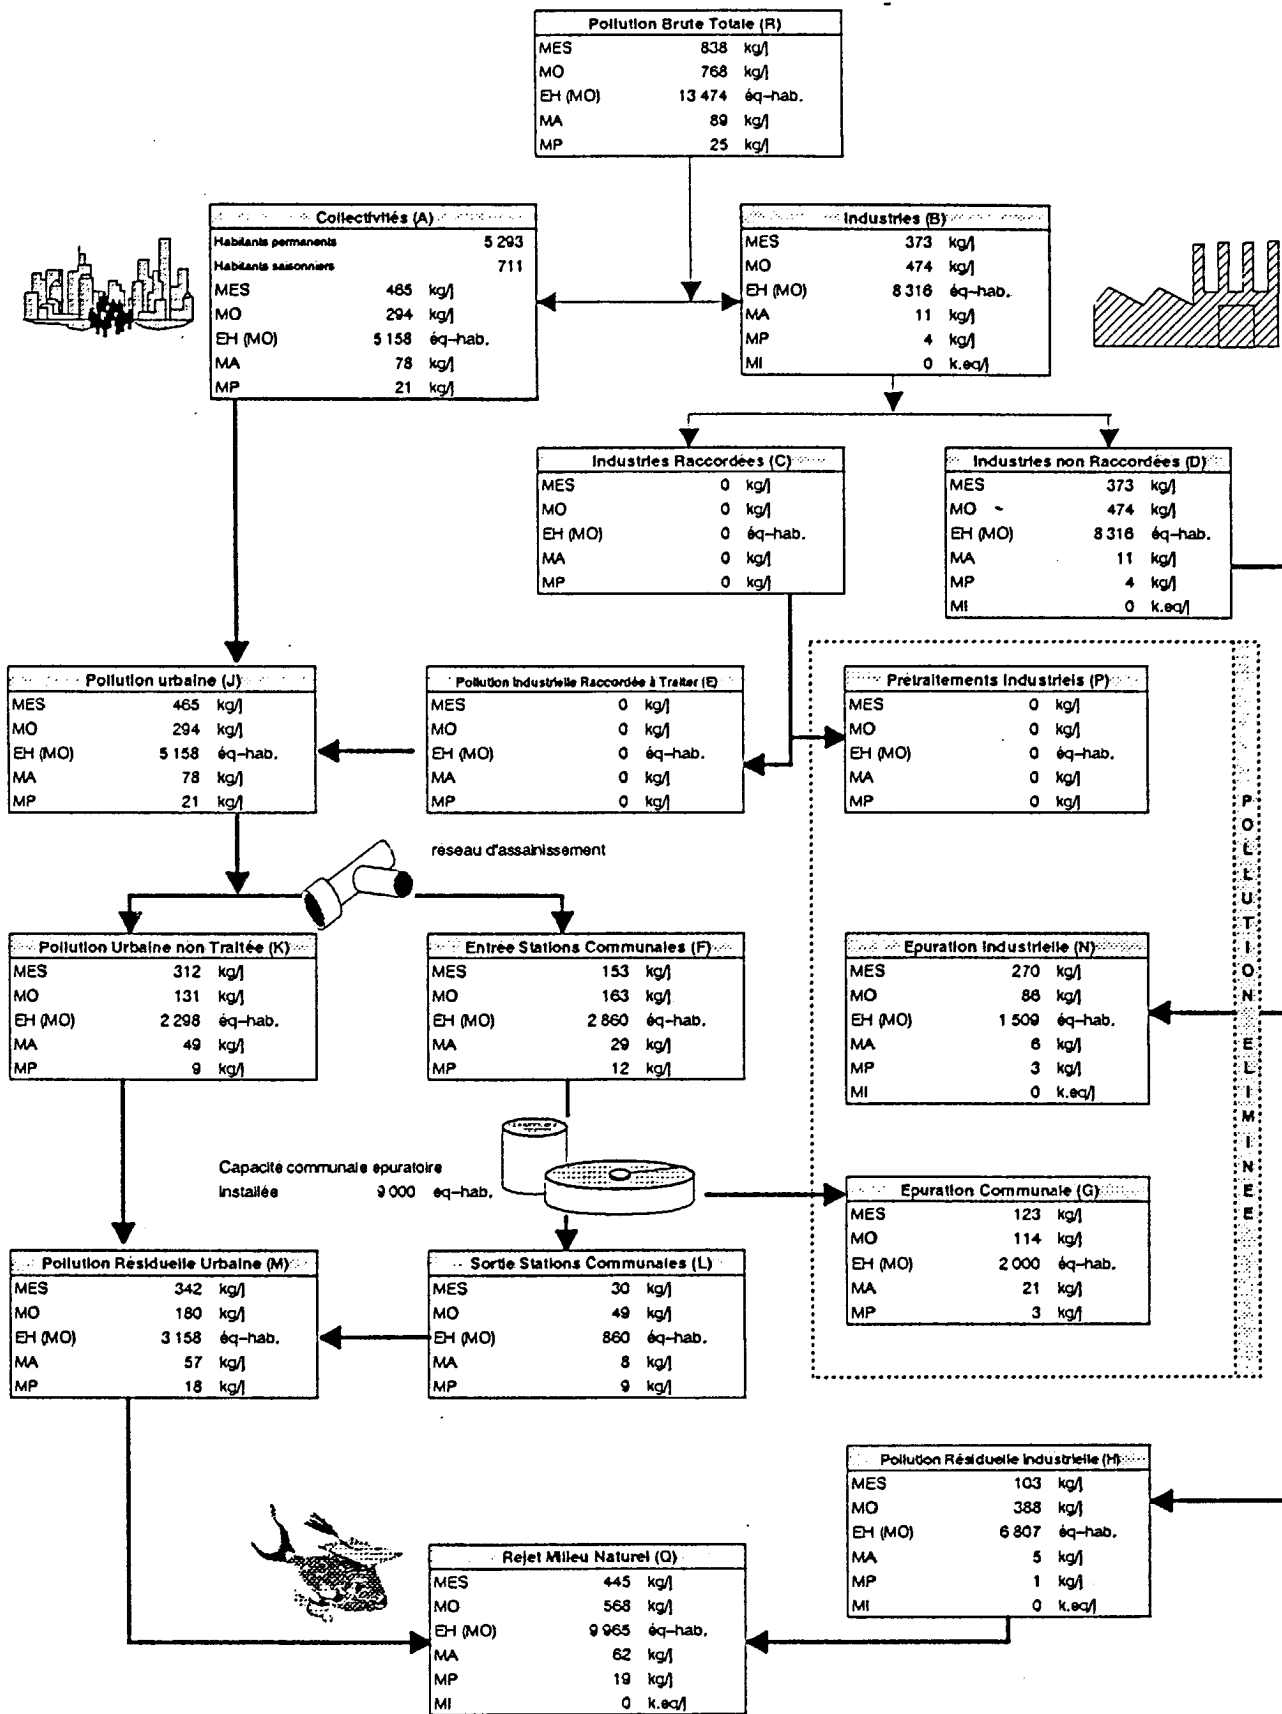 Pollution Brute Totale (R)
MES 838 kg/j
MO 768 kg/j
EH (MO) 13 474 éq-hab.
MA 89 kg/j
MP 25 kg/j
Collectivités (A)
Habitants permanents 5 293
Habitants saisonniers 711
MES 465 kg/j
MO 294 kg/j
EH (MO) 5 158 éq-hab.
MA 78 kg/j
MP 21 kg/j
Industries (B)
MES 373 kg/j
MO 474 kg/j
EH (MO) 8 316 éq-hab.
MA 11 kg/j
MP 4 kg/j
MI 0 k.eq/j
Industries Raccordées (C)
MES 0 kg/j
MO 0 kg/j
EH (MO) 0 éq-hab.
MA 0 kg/j
MP 0 kg/j
Industries non Raccordées (D)
MES 373 kg/j
MO 474 kg/j
EH (MO) 8 316 éq-hab.
MA 11 kg/j
MP 4 kg/j
MI 0 k.eq/j
Pollution urbaine (J)
MES 465 kg/j
MO 294 kg/j
EH (MO) 5 158 éq-hab.
MA 78 kg/j
MP 21 kg/j
Pollution Industrielle Raccordée à Traiter (E)
MES 0 kg/j
MO 0 kg/j
EH (MO) 0 éq-hab.
MA 0 kg/j
MP 0 kg/j
Prétraitements Industriels (P)
MES 0 kg/j
MO 0 kg/j
EH (MO) 0 éq-hab.
MA 0 kg/j
MP 0 kg/j
POLLUTION ELIMINEE
réseau d'assainissement
Pollution Urbaine non Traitée (K)
MES 312 kg/j
MO 131 kg/j
EH (MO) 2 298 éq-hab.
MA 49 kg/j
MP 9 kg/j
Entrée Stations Communales (F)
MES 153 kg/j
MO 163 kg/j
EH (MO) 2 860 éq-hab.
MA 29 kg/j
MP 12 kg/j
Epuration Industrielle (N)
MES 270 kg/j
MO 86 kg/j
EH (MO) 1 509 éq-hab.
MA 6 kg/j
MP 3 kg/j
MI 0 k.eq/j
Capacité communale épuratoire
Installée 9 000 éq-hab.
Epuration Communale (G)
MES 123 kg/j
MO 114 kg/j
EH (MO) 2 000 éq-hab.
MA 21 kg/j
MP 3 kg/j
Pollution Résiduelle Urbaine (M)
MES 342 kg/j
MO 180 kg/j
EH (MO) 3 158 éq-hab.
MA 57 kg/j
MP 18 kg/j
Sortie Stations Communales (L)
MES 30 kg/j
MO 49 kg/j
EH (MO) 860 éq-hab.
MA 8 kg/j
MP 9 kg/j
Pollution Résiduelle Industrielle (H)
MES 103 kg/j
MO 388 kg/j
EH (MO) 6 807 éq-hab.
MA 5 kg/j
MP 1 kg/j
MI 0 k.eq/j
Rejet Milieu Naturel (Q)
MES 445 kg/j
MO 568 kg/j
EH (MO) 9 965 éq-hab.
MA 62 kg/j
MP 19 kg/j
MI 0 k.eq/j